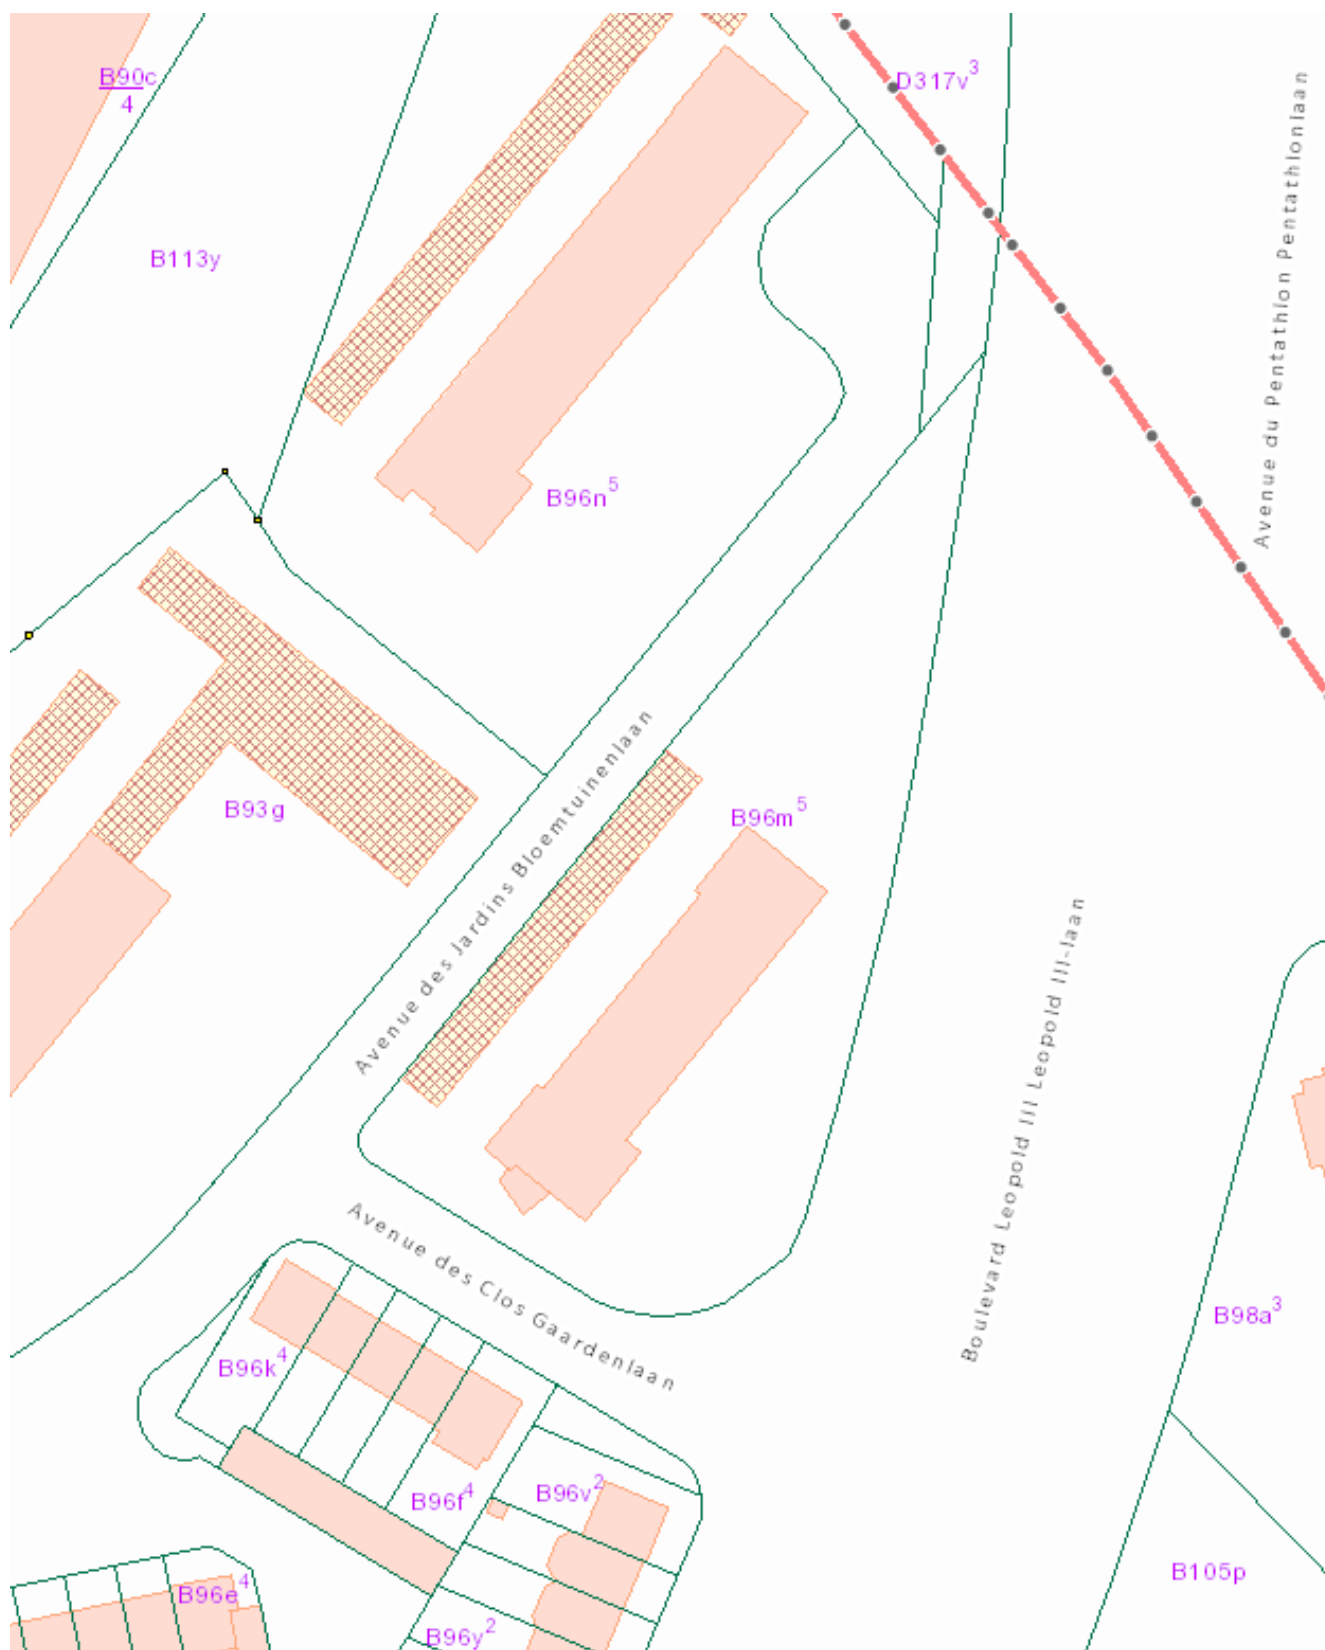 B90c
4
D317v³
B113y
Avenue du Pentathlon Pentathlonlaan
B96n⁵
B93g
B96m⁵
Avenue des Jardins Bloemtuinenlaan
Boulevard Leopold III Leopold III-laan
Avenue des Clos Gaardenlaan
B98a³
B96k⁴
B96f⁴
B96v²
B105p
B96e⁴
B96y²